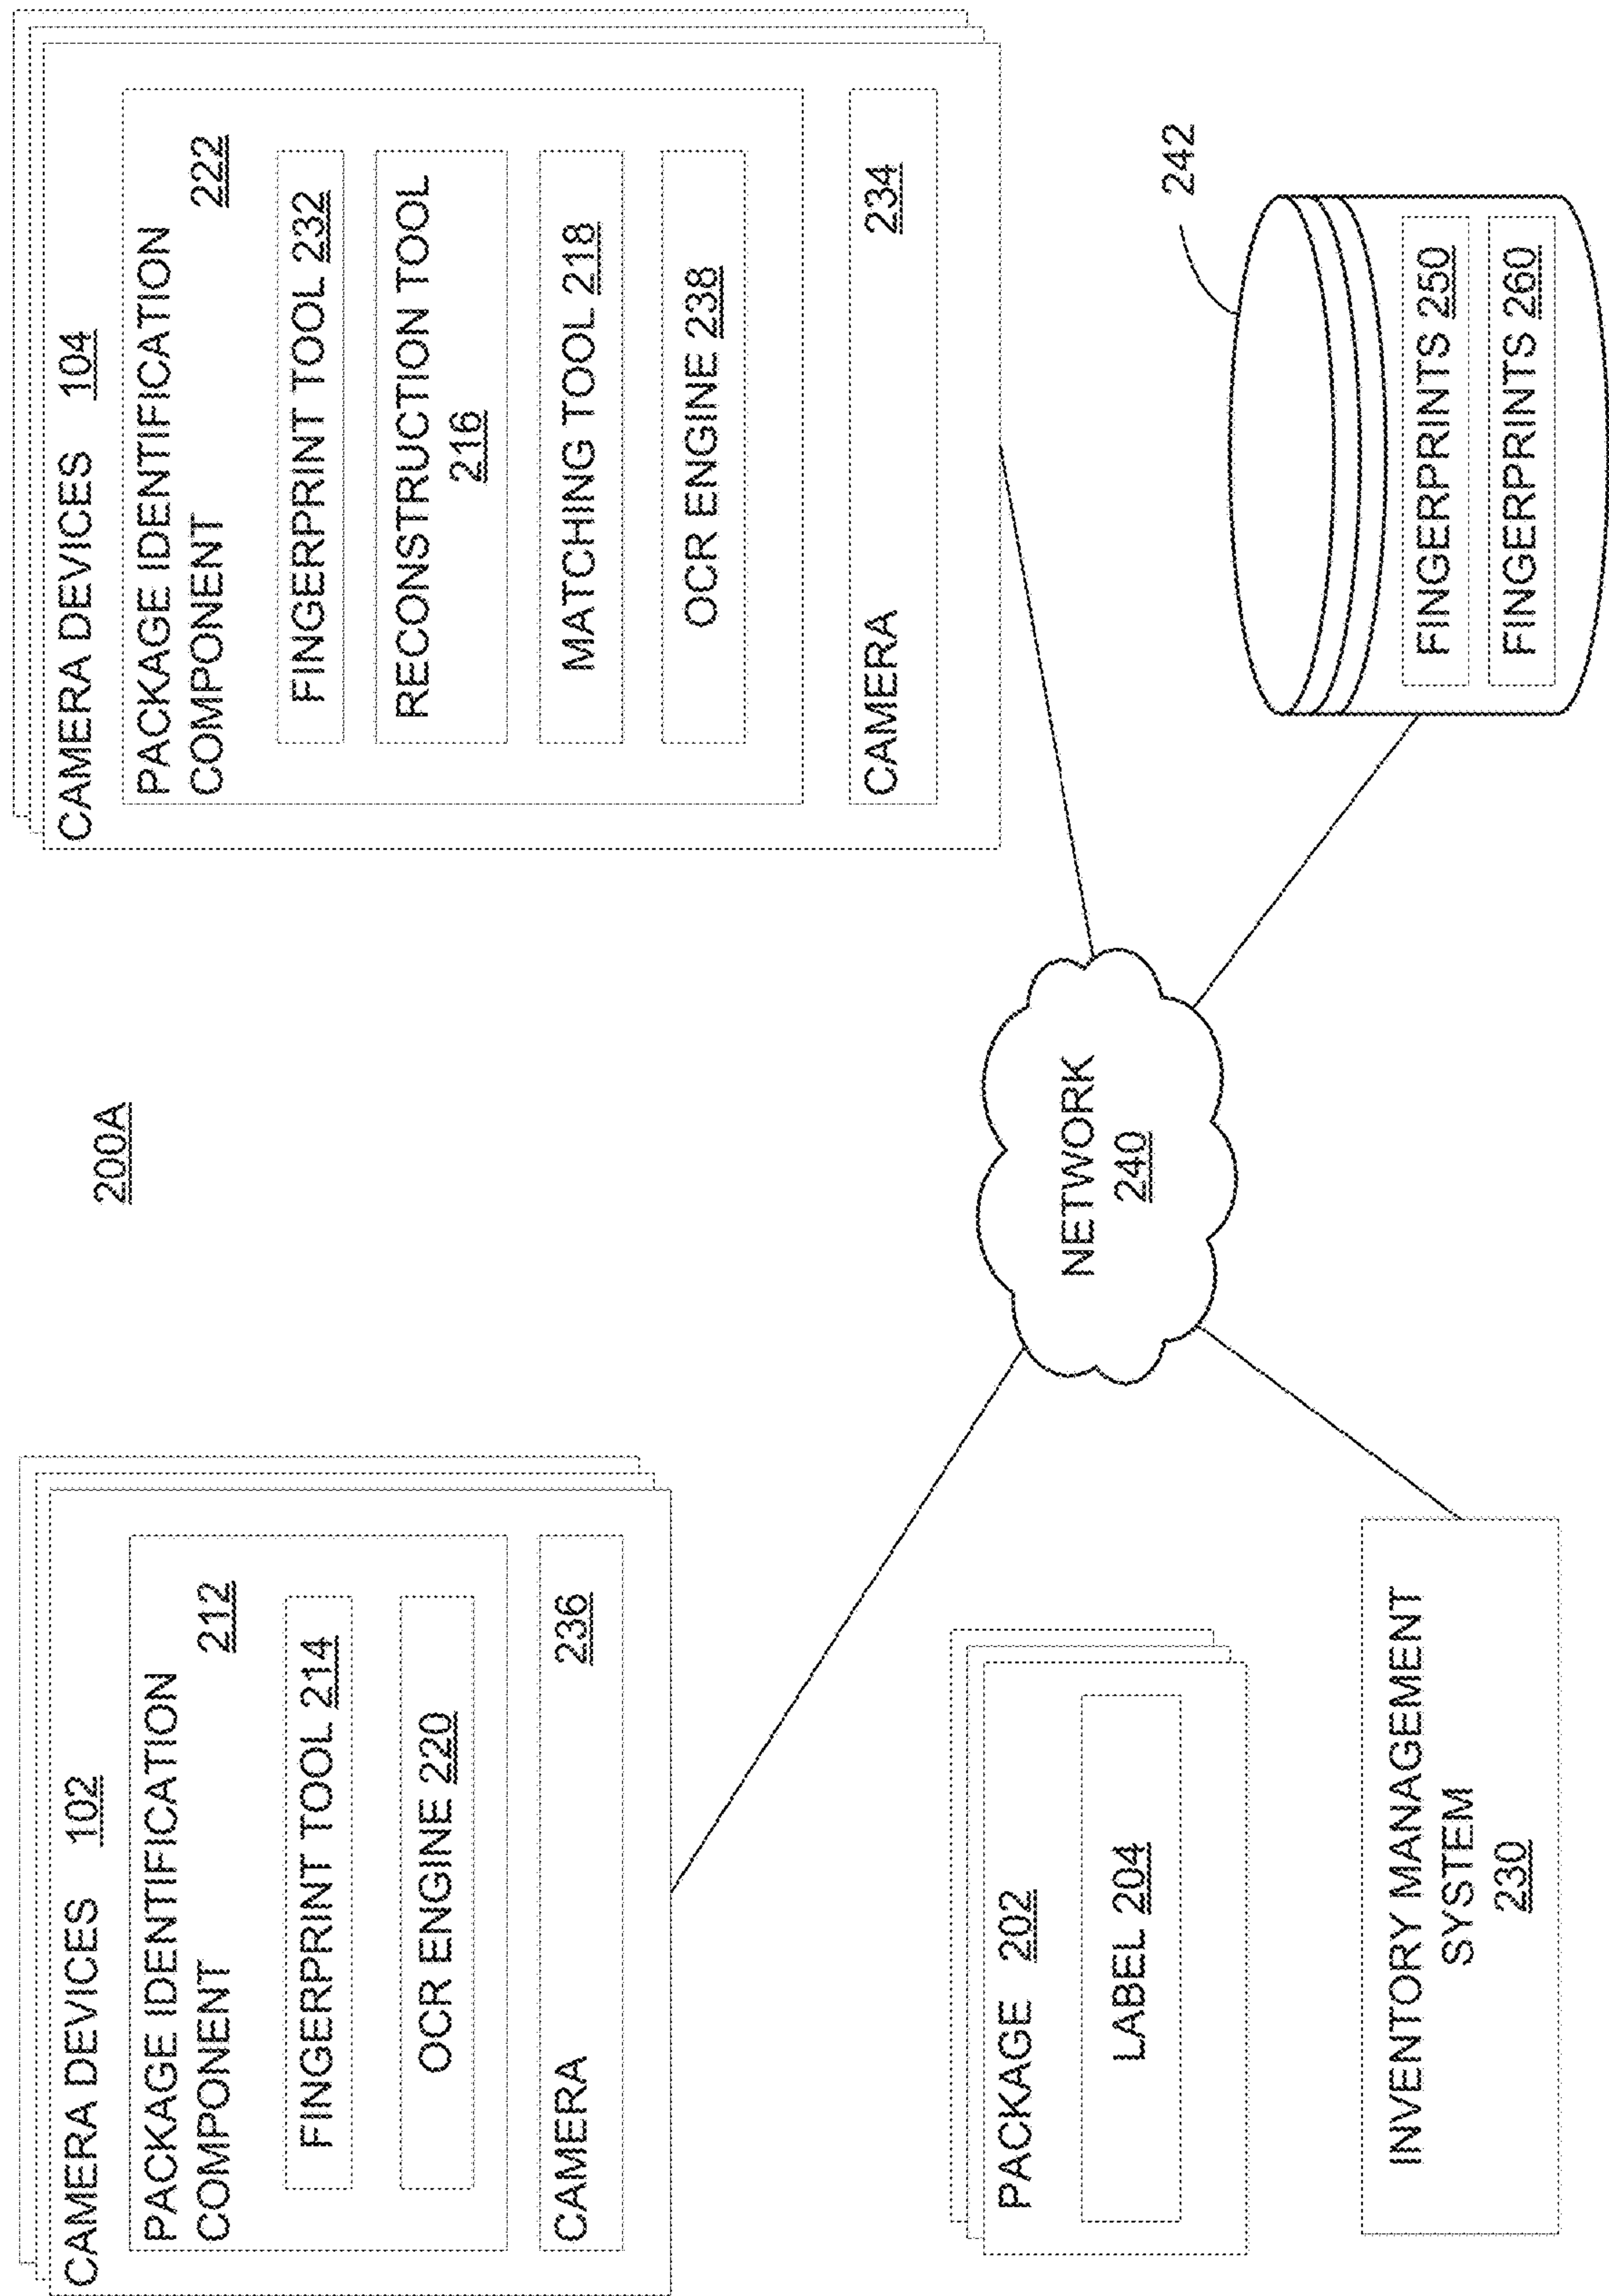 200A
CAMERA DEVICES 102
PACKAGE IDENTIFICATION
COMPONENT 212
FINGERPRINT TOOL 214
OCR ENGINE 220
CAMERA 236
CAMERA DEVICES 104
PACKAGE IDENTIFICATION
COMPONENT 222
FINGERPRINT TOOL 232
RECONSTRUCTION TOOL
216
MATCHING TOOL 218
OCR ENGINE 238
CAMERA 234
PACKAGE 202
LABEL 204
NETWORK
240
INVENTORY MANAGEMENT
SYSTEM
230
242
FINGERPRINTS 250
FINGERPRINTS 260